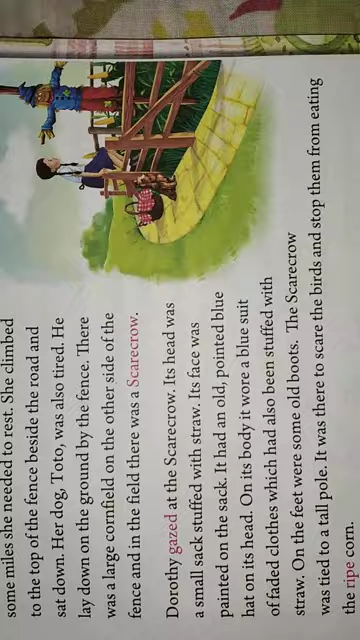 some miles she needed to rest. She climbed
to the top of the fence beside the road and
sat down. Her dog, Toto, was also tired. He
lay down on the ground by the fence. There
was a large cornfield on the other side of the
fence and in the field there was a Scarecrow.
Dorothy gazed at the Scarecrow. Its head was
a small sack stuffed with straw. Its face was
painted on the sack. It had an old, pointed blue
hat on its head. On its body it wore a blue suit
of faded clothes which had also been stuffed with
straw. On the feet were some old boots. The Scarecrow
was tied to a tall pole. It was there to scare the birds and stop them from eating
the ripe corn.